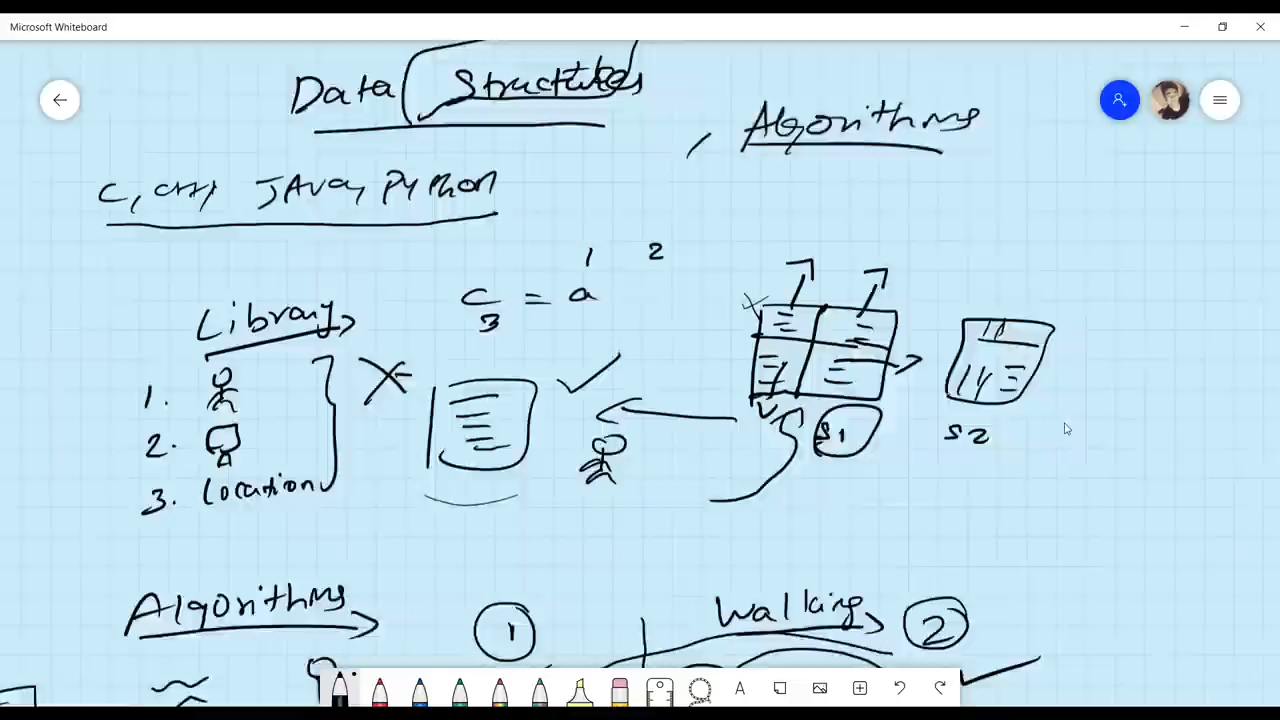 Microsoft Whiteboard
Data Structures
, Algorithms
C, C++, JAVA, PYTHON
1 2
C = a
3
Library
1.
2.
3. Location
S1
S2
Algorithms
1
Walking
2